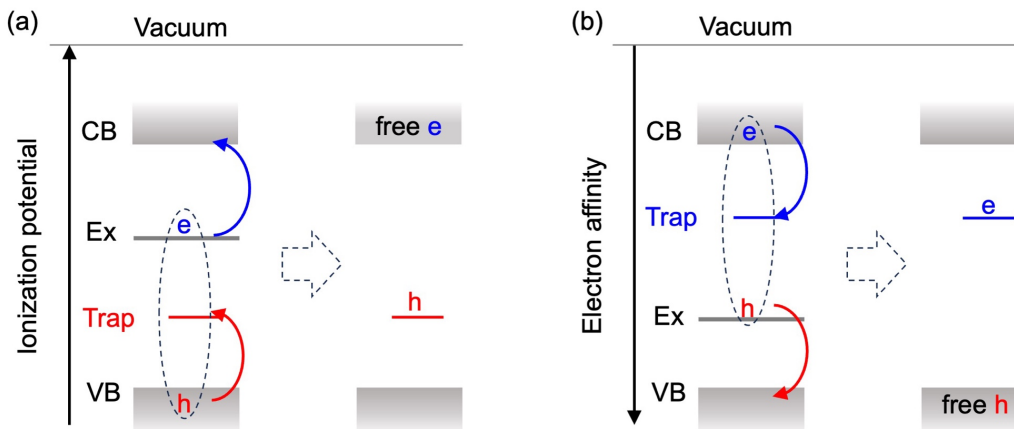 (a)
Vacuum
Ionization potential
CB
free e
e
Ex
Trap
h
VB
h
(b)
Vacuum
Electron affinity
CB
e
Trap
e
Ex
h
VB
free h